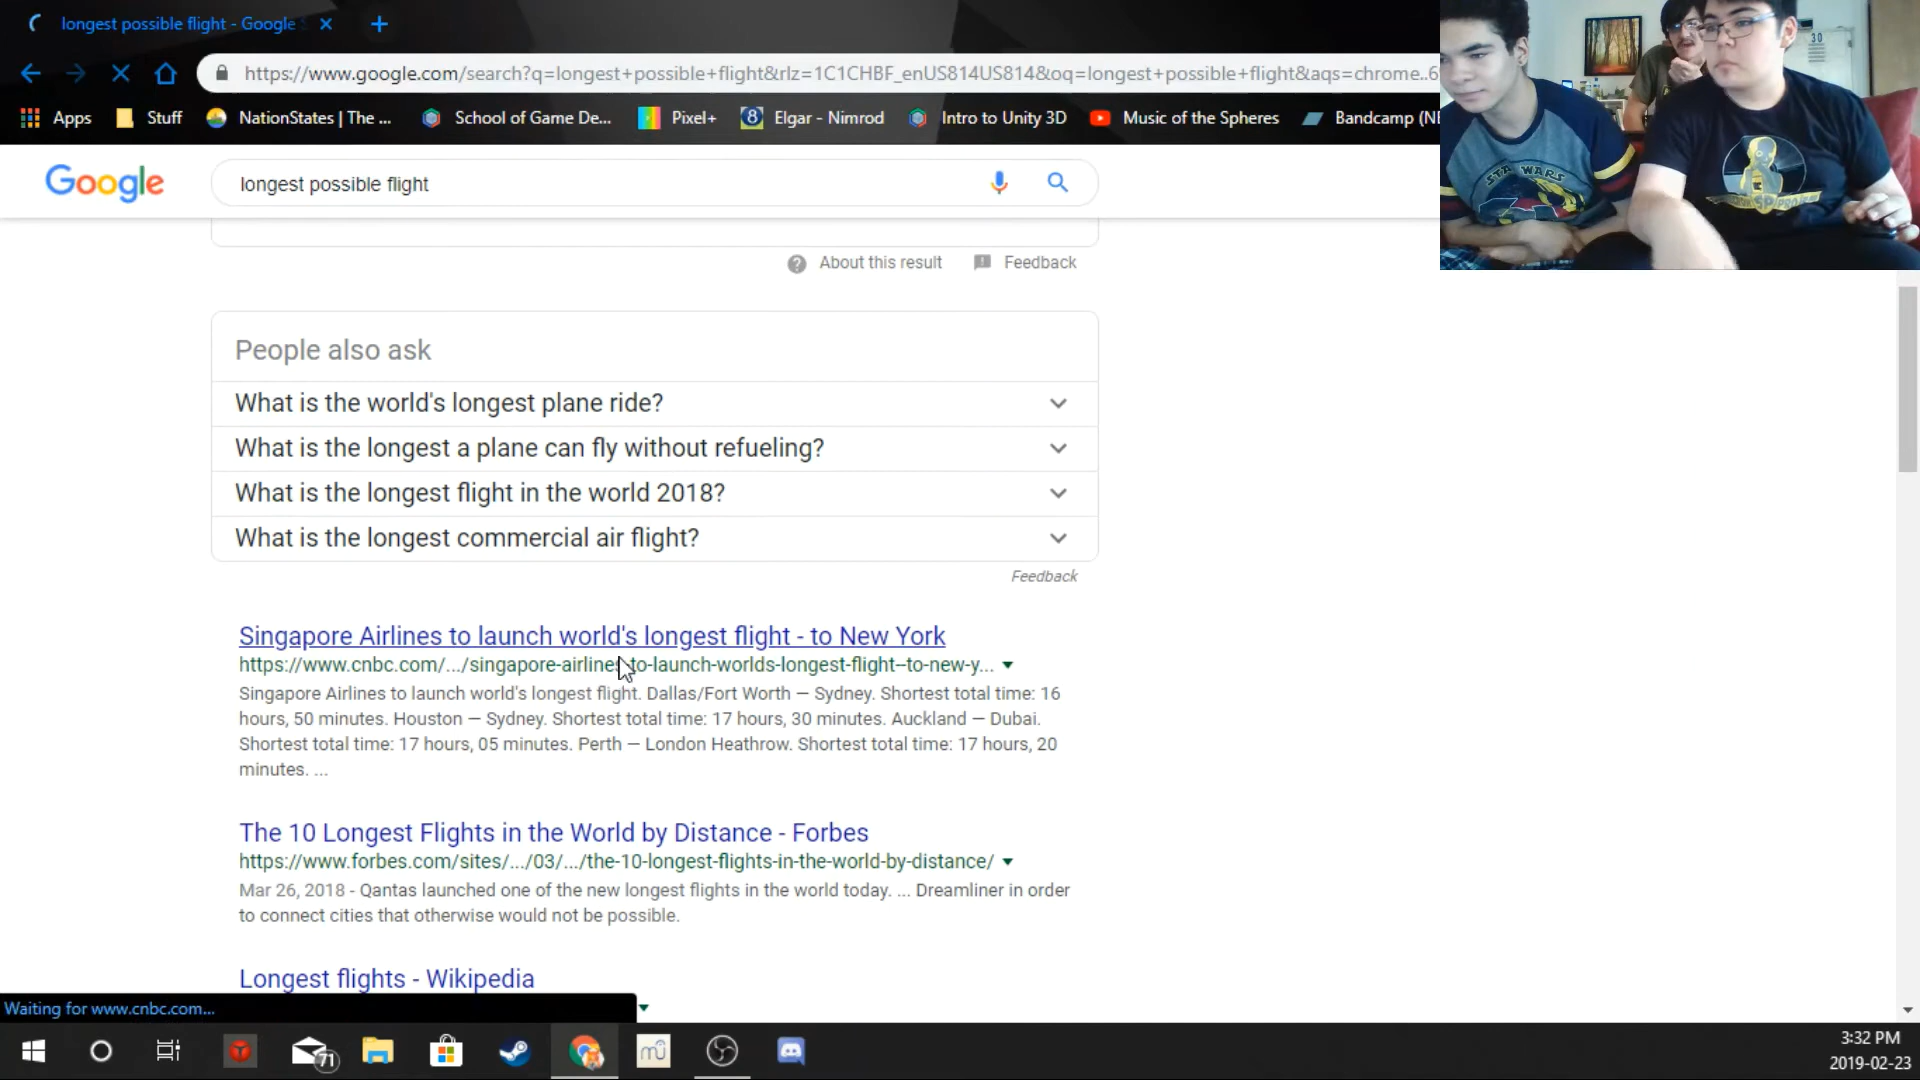 longest possible flight - Google
https://www.google.com/search?q=longest+possible+flight&rlz=1C1CHBF_enUS814US814&oq=longest+possible+flight&aqs=chrome..6
Apps Stuff NationStates | The ... School of Game De... Pixel+ Elgar - Nimrod Intro to Unity 3D Music of the Spheres Bandcamp (NE
30
STAR WARS
Google
longest possible flight
About this result Feedback
People also ask
What is the world's longest plane ride?
What is the longest a plane can fly without refueling?
What is the longest flight in the world 2018?
What is the longest commercial air flight?
Feedback
Singapore Airlines to launch world's longest flight - to New York
https://www.cnbc.com/.../singapore-airlines-to-launch-worlds-longest-flight--to-new-y...
Singapore Airlines to launch world's longest flight. Dallas/Fort Worth — Sydney. Shortest total time: 16
hours, 50 minutes. Houston — Sydney. Shortest total time: 17 hours, 30 minutes. Auckland — Dubai.
Shortest total time: 17 hours, 05 minutes. Perth — London Heathrow. Shortest total time: 17 hours, 20
minutes. ...
The 10 Longest Flights in the World by Distance - Forbes
https://www.forbes.com/sites/.../03/.../the-10-longest-flights-in-the-world-by-distance/
Mar 26, 2018 - Qantas launched one of the new longest flights in the world today. ... Dreamliner in order
to connect cities that otherwise would not be possible.
Longest flights - Wikipedia
Waiting for www.cnbc.com...
71
mü
3:32 PM
2019-02-23